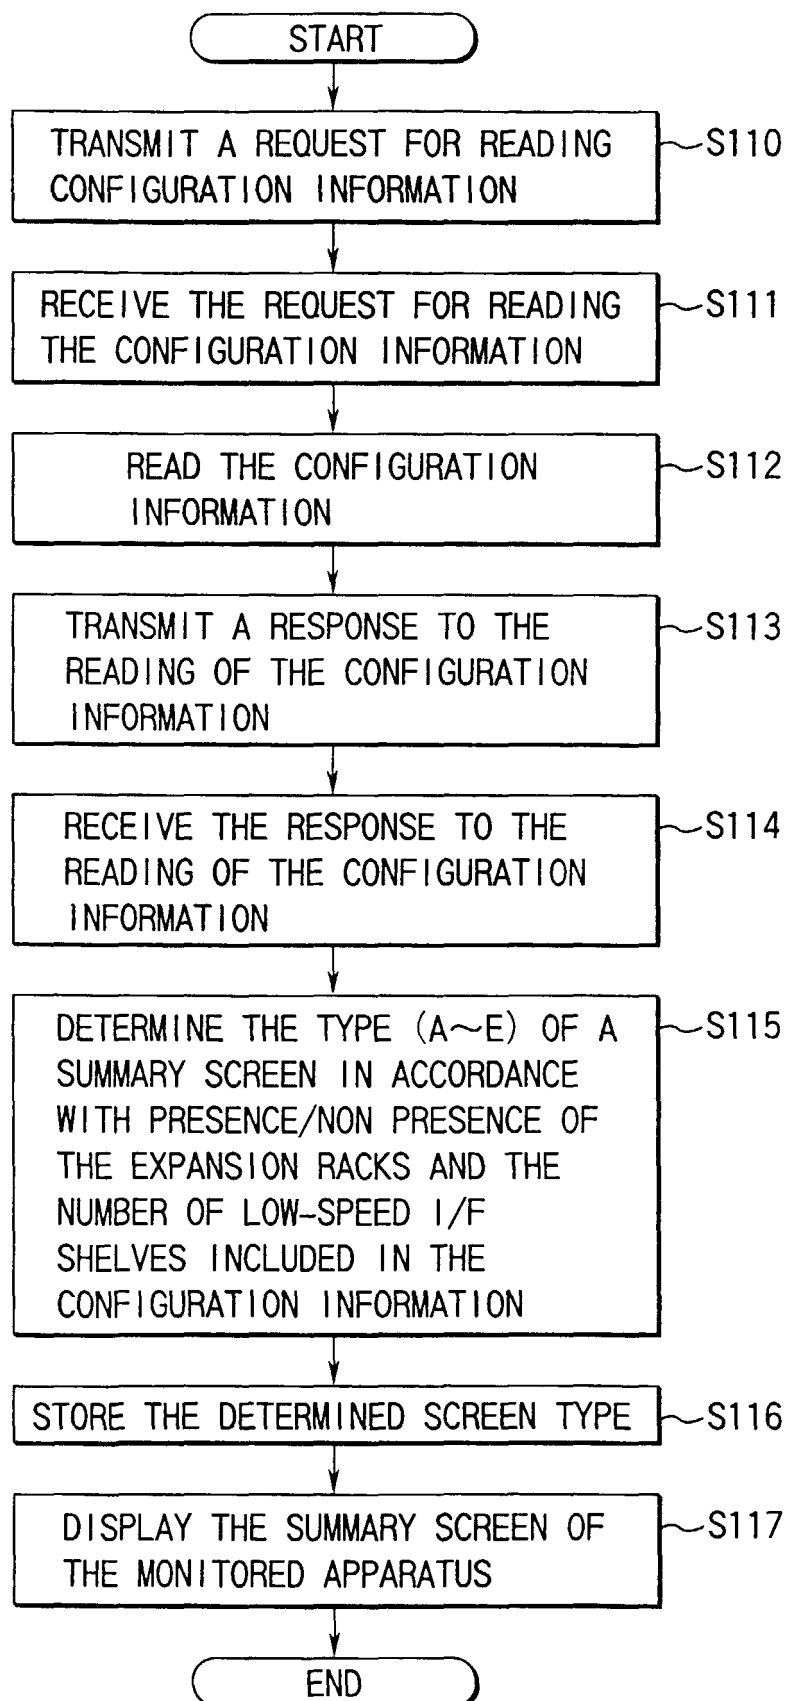 START
TRANSMIT A REQUEST FOR READING
CONFIGURATION INFORMATION
S110
RECEIVE THE REQUEST FOR READING
THE CONFIGURATION INFORMATION
S111
READ THE CONFIGURATION
INFORMATION
S112
TRANSMIT A RESPONSE TO THE
READING OF THE CONFIGURATION
INFORMATION
S113
RECEIVE THE RESPONSE TO THE
READING OF THE CONFIGURATION
INFORMATION
S114
DETERMINE THE TYPE (A~E) OF A
SUMMARY SCREEN IN ACCORDANCE
WITH PRESENCE/NON PRESENCE OF
THE EXPANSION RACKS AND THE
NUMBER OF LOW-SPEED I/F
SHELVES INCLUDED IN THE
CONFIGURATION INFORMATION
S115
STORE THE DETERMINED SCREEN TYPE
S116
DISPLAY THE SUMMARY SCREEN OF
THE MONITORED APPARATUS
S117
END